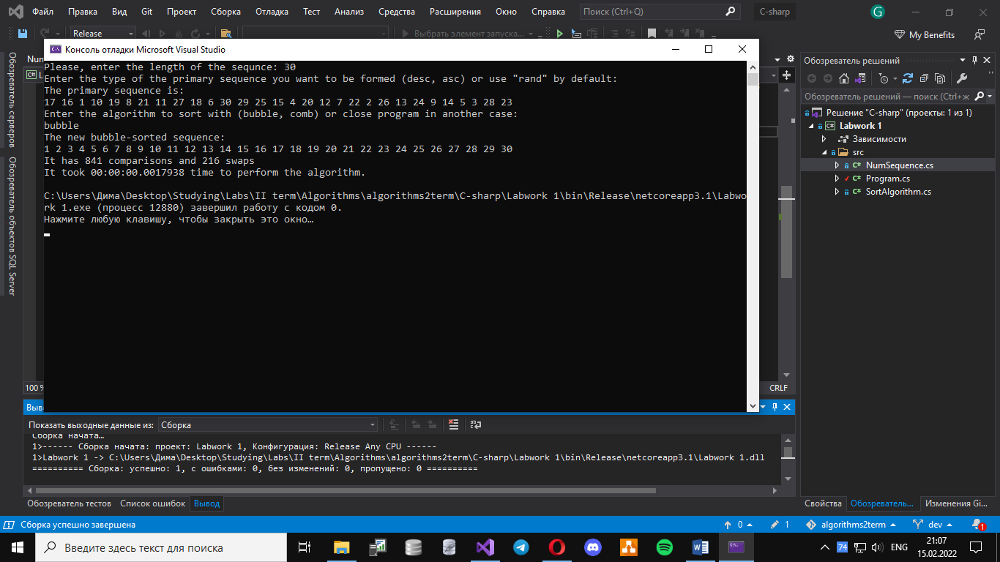 Файл Правка Вид Git Проект Сборка Отладка Тест Анализ Средства Расширения Окно Справка Поиск (Ctrl+Q) C-sharp G
Release Выбрать элемент запуска... My Benefits
Консоль отладки Microsoft Visual Studio
Please, enter the length of the sequnce: 30
Enter the type of the primary sequence you want to be formed (desc, asc) or use "rand" by default:
The primary sequence is:
17 16 1 10 19 8 21 11 27 18 6 30 29 25 15 4 20 12 7 22 2 26 13 24 9 14 5 3 28 23
Enter the algorithm to sort with (bubble, comb) or close program in another case:
bubble
The new bubble-sorted sequence:
1 2 3 4 5 6 7 8 9 10 11 12 13 14 15 16 17 18 19 20 21 22 23 24 25 26 27 28 29 30
It has 841 comparisons and 216 swaps
It took 00:00:00.0017938 time to perform the algorithm.
C:\Users\Дима\Desktop\Studying\Labs\II term\Algorithms\algorithms2term\C-sharp\Labwork 1\bin\Release\netcoreapp3.1\Labwo
rk 1.exe (процесс 12880) завершил работу с кодом 0.
Нажмите любую клавишу, чтобы закрыть это окно…
Обозреватель серверов
Обозреватель объектов SQL Server
Обозреватель решений
Обозреватель решений — поиск (Ctrl+ж
Решение "C-sharp" (проекты: 1 из 1)
Labwork 1
Зависимости
src
NumSequence.cs
Program.cs
SortAlgorithm.cs
100 % CRLF
Выв
Показать выходные данные из: Сборка
Сборка начата…
1>------ Сборка начата: проект: Labwork 1, Конфигурация: Release Any CPU ------
1>Labwork 1 -> C:\Users\Дима\Desktop\Studying\Labs\II term\Algorithms\algorithms2term\C-sharp\Labwork 1\bin\Release\netcoreapp3.1\Labwork 1.dll
========== Сборка: успешно: 1, с ошибками: 0, без изменений: 0, пропущено: 0 ==========
Обозреватель тестов Список ошибок Вывод
Свойства Обозреватель... Изменения Gi...
Сборка успешно завершена 0 1 algorithms2term dev 1
Введите здесь текст для поиска
74 ENG 21:07
15.02.2022